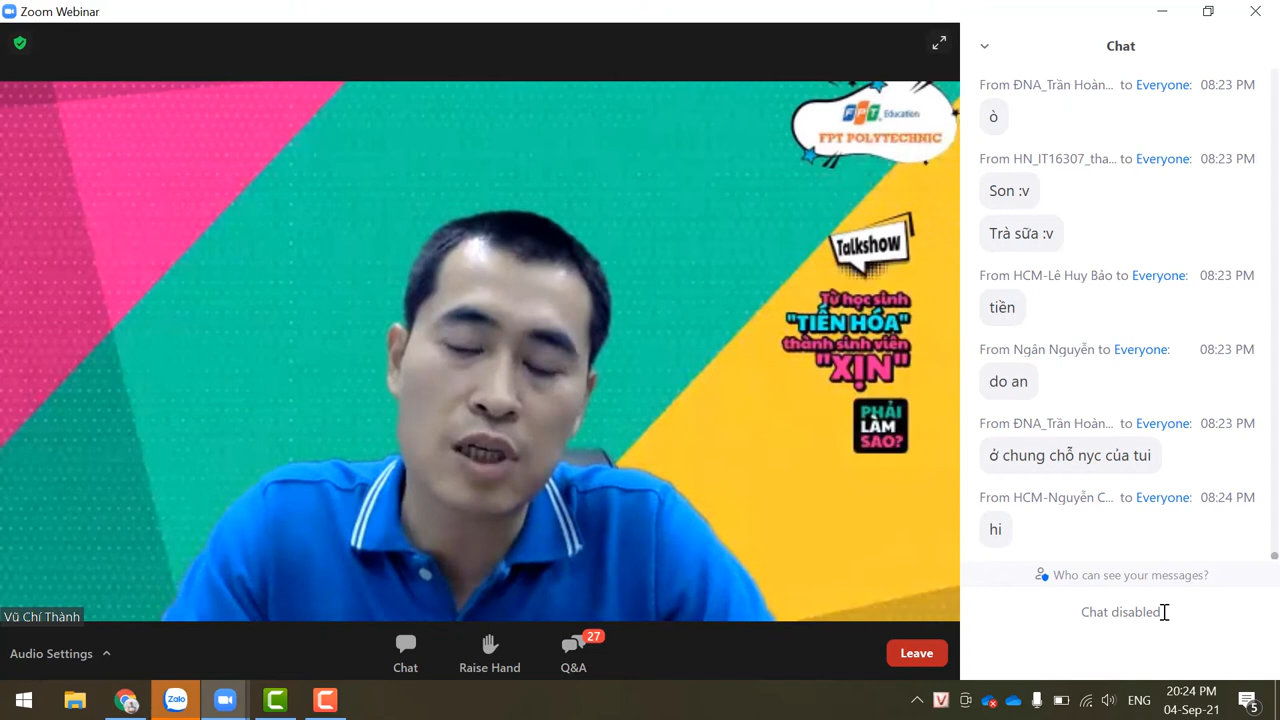 Zoom Webinar
FPT Education
FPT POLYTECHNIC
Talkshow
Từ học sinh
"TIẾN HÓA"
thành sinh viên
"XỊN"
PHẢI
LÀM
SAO?
Vũ Chí Thành
Audio Settings
Chat
Raise Hand
27
Q&A
Leave
Chat
From ĐNA_Trần Hoàn... to Everyone: 08:23 PM
ò
From HN_IT16307_tha... to Everyone: 08:23 PM
Son :v
Trà sữa :v
From HCM-Lê Huy Bảo to Everyone: 08:23 PM
tiền
From Ngân Nguyễn to Everyone: 08:23 PM
do an
From ĐNA_Trần Hoàn... to Everyone: 08:23 PM
ở chung chỗ nyc của tui
From HCM-Nguyễn C... to Everyone: 08:24 PM
hi
Who can see your messages?
Chat disabled
Zalo
ENG
20:24 PM
04-Sep-21
5